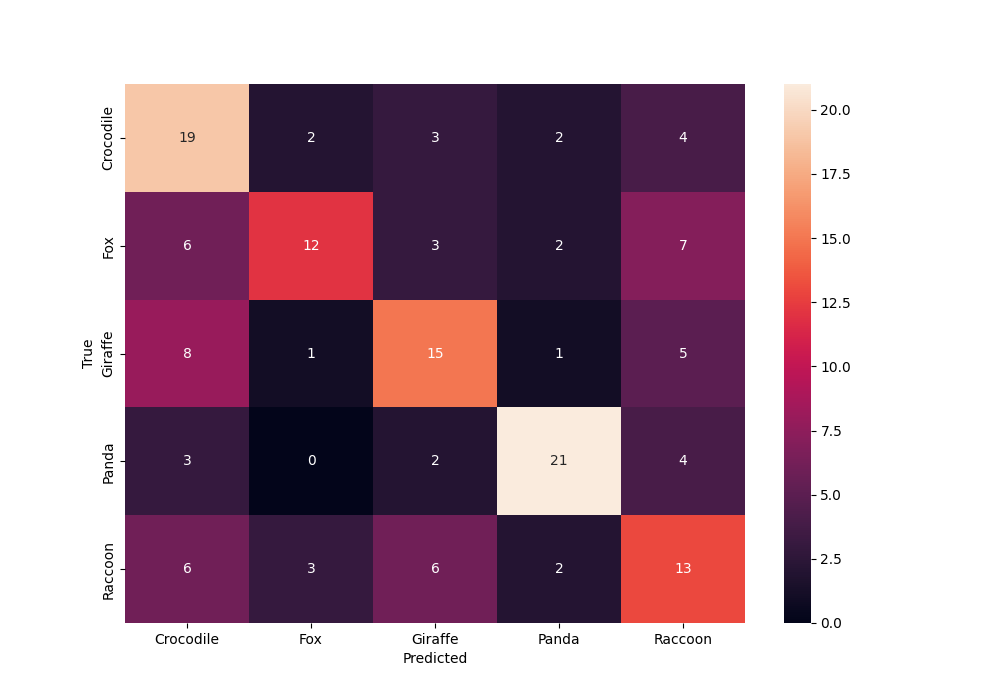 Crocodile 19 2 3 2 4
Fox 6 12 3 2 7
Giraffe 8 1 15 1 5
Panda 3 0 2 21 4
Raccoon 6 3 6 2 13
True
Crocodile Fox Giraffe Panda Raccoon
Predicted
20.0
17.5
15.0
12.5
10.0
7.5
5.0
2.5
0.0